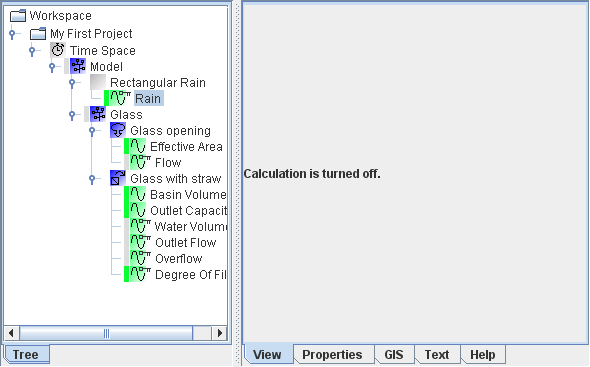 Workspace
My First Project
Time Space
Model
Rectangular Rain
Rain
Glass
Glass opening
Effective Area
Flow
Glass with straw
Basin Volume
Outlet Capacit
Water Volume
Outlet Flow
Overflow
Degree Of Fil
Tree
Calculation is turned off.
View Properties GIS Text Help